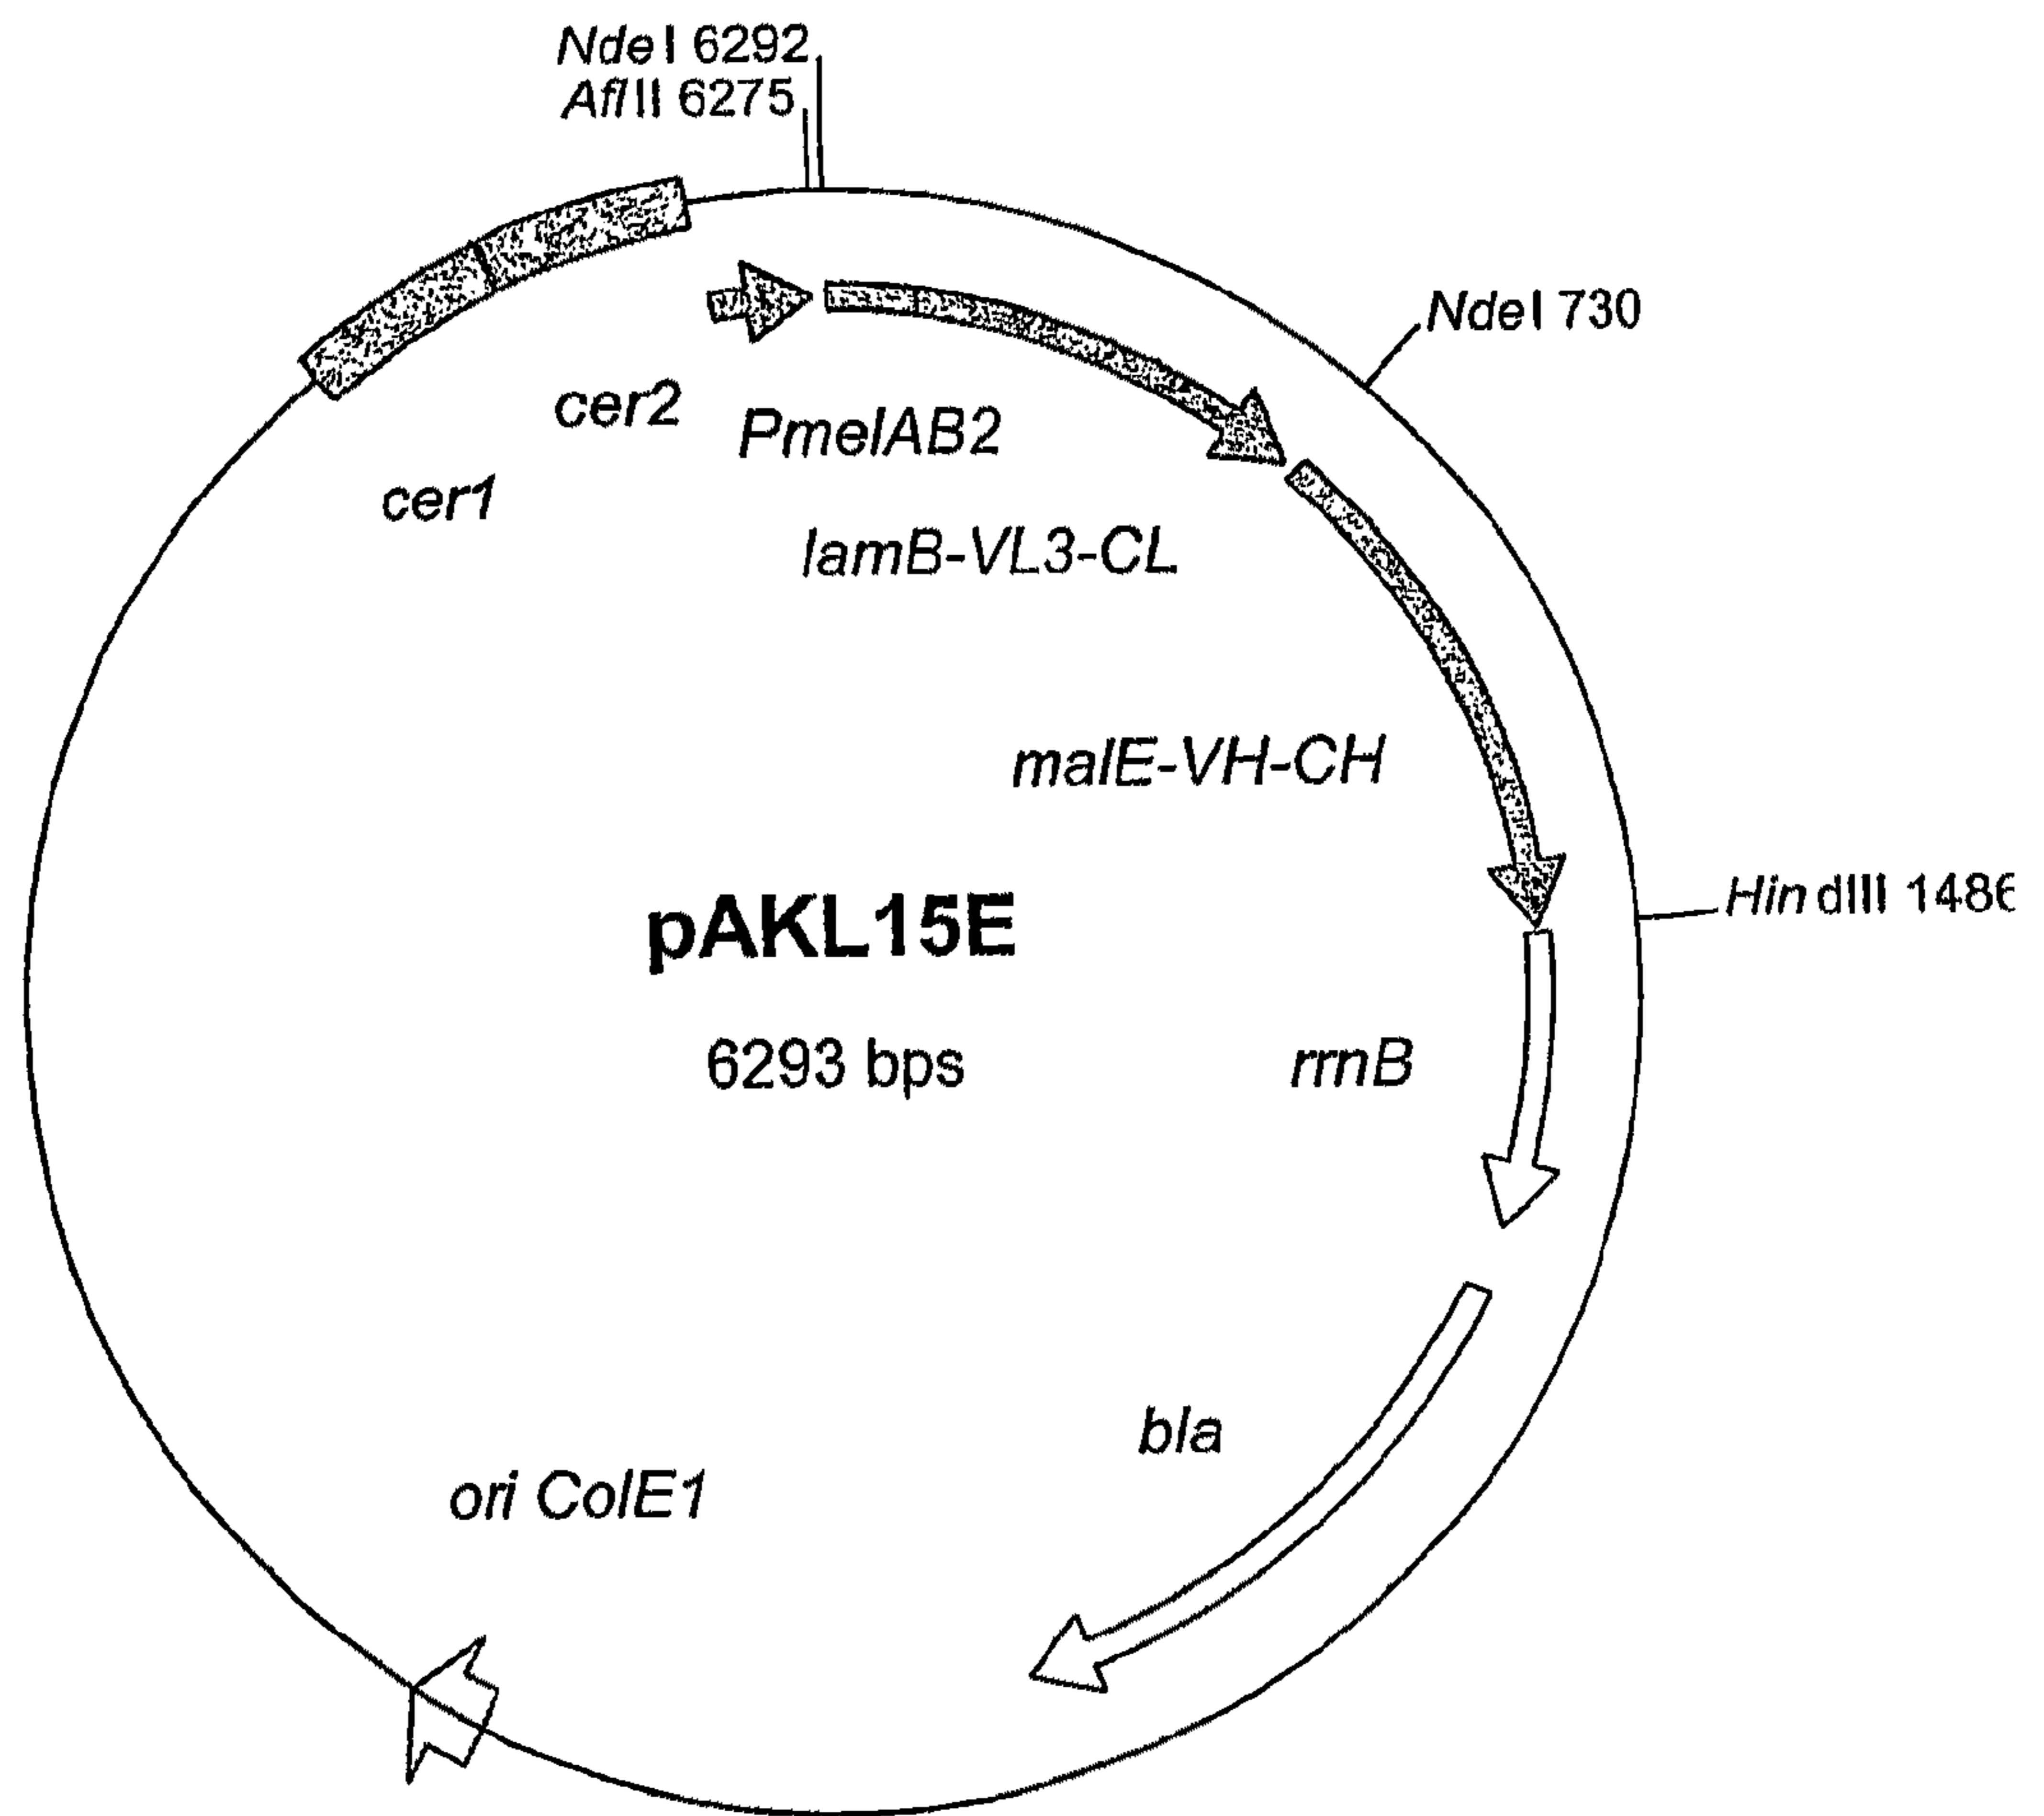 NdeI 6292
AflII 6275
NdeI 730
cer2
PmelAB2
cer1
lamB-VL3-CL
malE-VH-CH
HindIII 1486
pAKL15E
6293 bps
rrnB
bla
ori ColE1